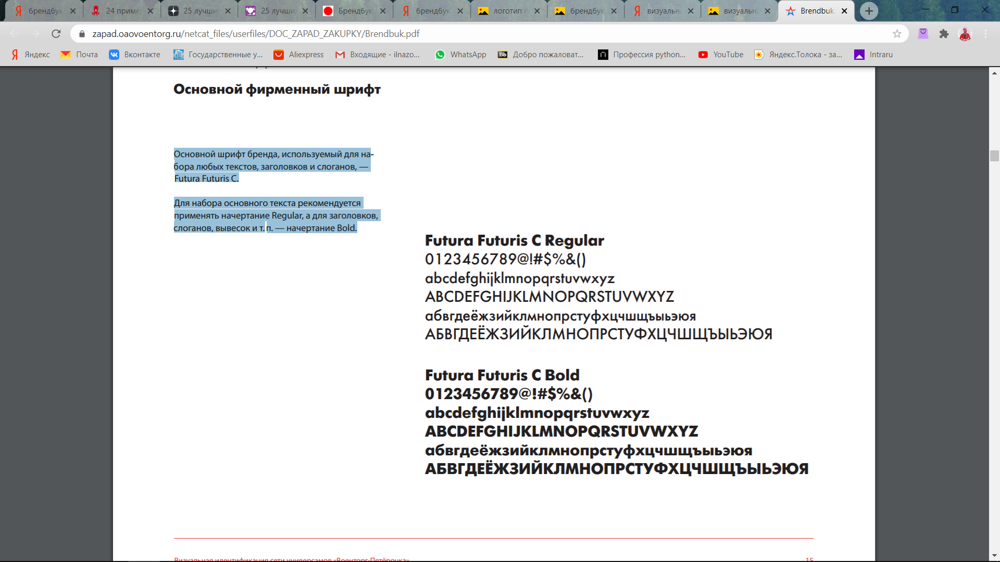 брендбук
24 приме
25 лучши
25 лучши
Брендбук
брендбук
логотип п
брендбук
визуальн
визуальн
Brendbuk.
zapad.oaovoentorg.ru/netcat_files/userfiles/DOC_ZAPAD_ZAKUPKY/Brendbuk.pdf
Яндекс
Почта
Вконтакте
Государственные у...
Aliexpress
Входящие - ilnazo...
WhatsApp
Добро пожаловат...
Профессия python...
YouTube
Яндекс.Толока - за...
Intraru
Основной фирменный шрифт
Основной шрифт бренда, используемый для на-
бора любых текстов, заголовков и слоганов, —
Futura Futuris C.
Для набора основного текста рекомендуется
применять начертание Regular, а для заголовков,
слоганов, вывесок и т. п. — начертание Bold.
Futura Futuris C Regular
0123456789@!#$%&()
abcdefghijklmnopqrstuvwxyz
ABCDEFGHIJKLMNOPQRSTUVWXYZ
абвгдеёжзийклмнопрстуфхцчшщъыьэюя
АБВГДЕЁЖЗИЙКЛМНОПРСТУФХЦЧШЩЪЫЬЭЮЯ
Futura Futuris C Bold
0123456789@!#$%&()
abcdefghijklmnopqrstuvwxyz
ABCDEFGHIJKLMNOPQRSTUVWXYZ
абвгдеёжзийклмнопрстуфхцчшщъыьэюя
АБВГДЕЁЖЗИЙКЛМНОПРСТУФХЦЧШЩЪЫЬЭЮЯ
Визуальная идентификация сети универсамов «Военторг-Пятёрочка»
15